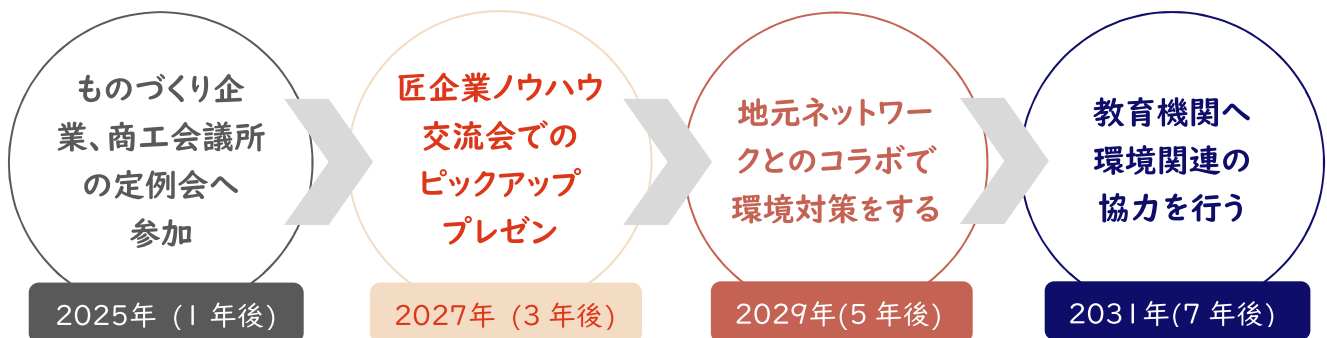 ものづくり企
業、商工会議所
の定例会へ
参加
2025年 (1 年後)
匠企業ノウハウ
交流会での
ピックアップ
プレゼン
2027年 (3 年後)
地元ネットワー
クとのコラボで
環境対策をする
2029年(5 年後)
教育機関へ
環境関連の
協力を行う
2031年(7 年後)